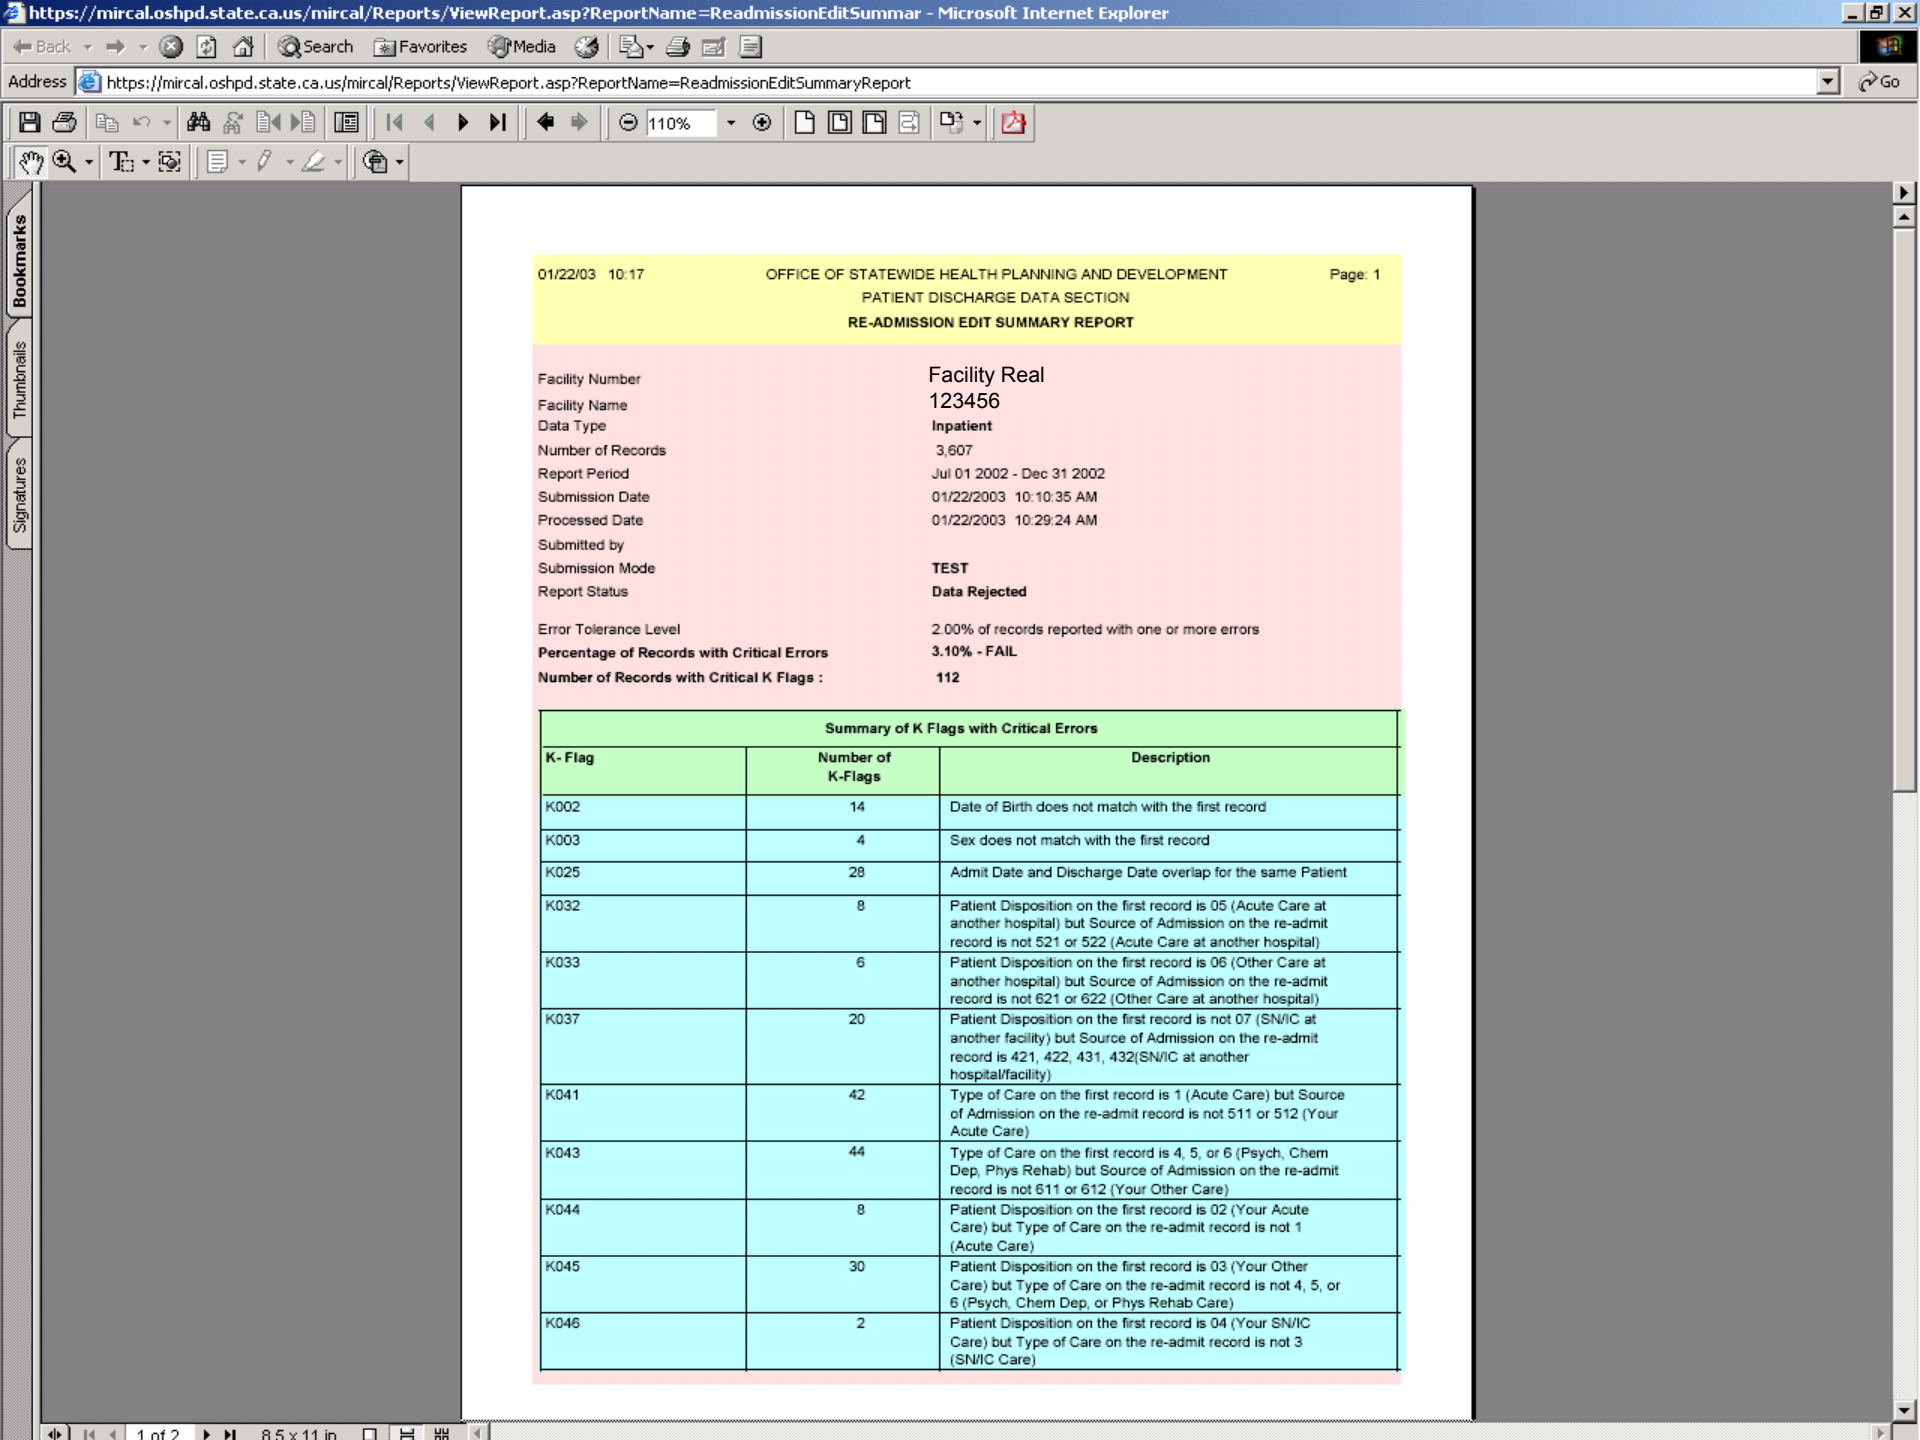 https://mircal.oshpd.state.ca.us/mircal/Reports/ViewReport.asp?ReportName=ReadmissionEditSummar - Microsoft Internet Explorer
Back Search Favorites Media
Address https://mircal.oshpd.state.ca.us/mircal/Reports/ViewReport.asp?ReportName=ReadmissionEditSummaryReport Go
110%
Bookmarks
Thumbnails
Signatures
01/22/03 10:17 OFFICE OF STATEWIDE HEALTH PLANNING AND DEVELOPMENT Page: 1
PATIENT DISCHARGE DATA SECTION
RE-ADMISSION EDIT SUMMARY REPORT
Facility Number Facility Real
Facility Name 123456
Data Type Inpatient
Number of Records 3,607
Report Period Jul 01 2002 - Dec 31 2002
Submission Date 01/22/2003 10:10:35 AM
Processed Date 01/22/2003 10:29:24 AM
Submitted by
Submission Mode TEST
Report Status Data Rejected
Error Tolerance Level 2.00% of records reported with one or more errors
Percentage of Records with Critical Errors 3.10% - FAIL
Number of Records with Critical K Flags : 112
Summary of K Flags with Critical Errors
K- Flag Number of Description
K-Flags
K002 14 Date of Birth does not match with the first record
K003 4 Sex does not match with the first record
K025 28 Admit Date and Discharge Date overlap for the same Patient
K032 8 Patient Disposition on the first record is 05 (Acute Care at
another hospital) but Source of Admission on the re-admit
record is not 521 or 522 (Acute Care at another hospital)
K033 6 Patient Disposition on the first record is 06 (Other Care at
another hospital) but Source of Admission on the re-admit
record is not 621 or 622 (Other Care at another hospital)
K037 20 Patient Disposition on the first record is not 07 (SN/IC at
another facility) but Source of Admission on the re-admit
record is 421, 422, 431, 432(SN/IC at another
hospital/facility)
K041 42 Type of Care on the first record is 1 (Acute Care) but Source
of Admission on the re-admit record is not 511 or 512 (Your
Acute Care)
K043 44 Type of Care on the first record is 4, 5, or 6 (Psych, Chem
Dep, Phys Rehab) but Source of Admission on the re-admit
record is not 611 or 612 (Your Other Care)
K044 8 Patient Disposition on the first record is 02 (Your Acute
Care) but Type of Care on the re-admit record is not 1
(Acute Care)
K045 30 Patient Disposition on the first record is 03 (Your Other
Care) but Type of Care on the re-admit record is not 4, 5, or
6 (Psych, Chem Dep, or Phys Rehab Care)
K046 2 Patient Disposition on the first record is 04 (Your SN/IC
Care) but Type of Care on the re-admit record is not 3
(SN/IC Care)
1 of 2 8.5 x 11 in